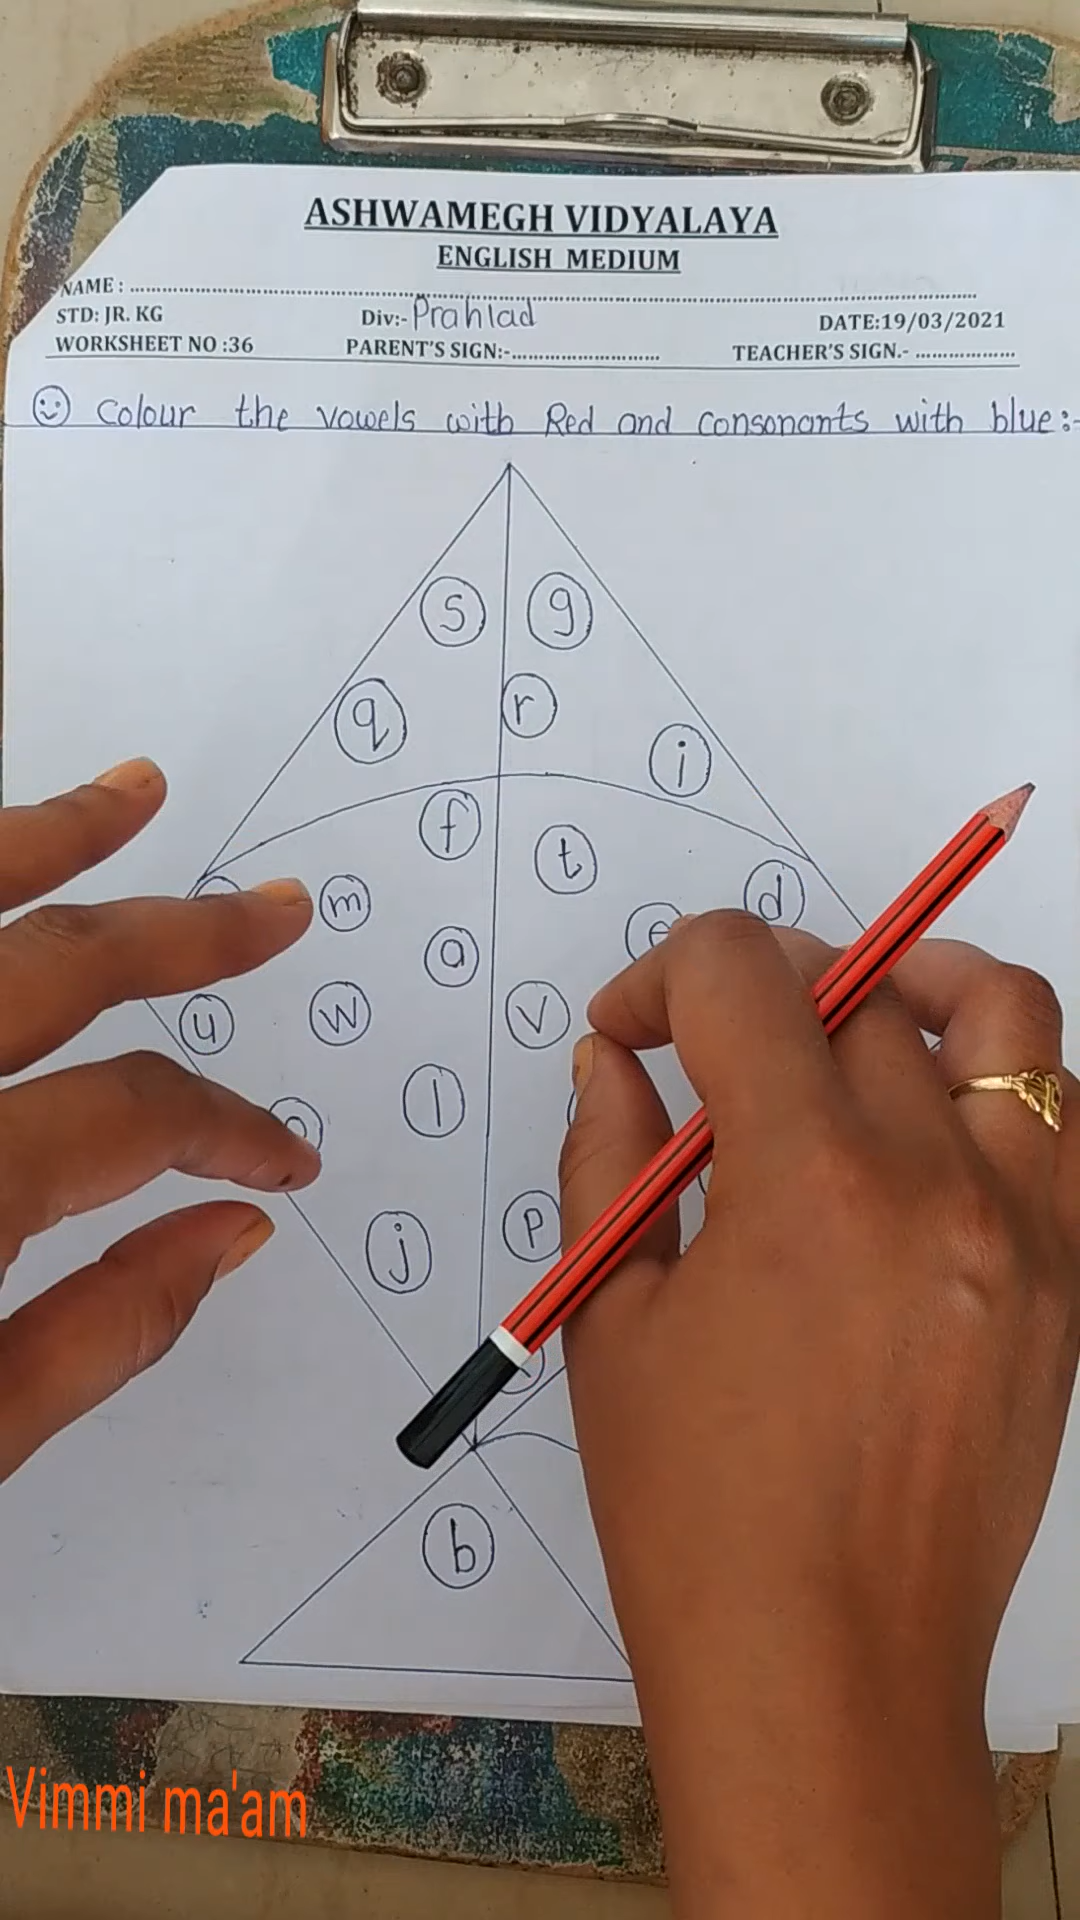 ASHWAMEGH VIDYALAYA
ENGLISH MEDIUM
NAME : ........................................................................
STD: JR. KG Div:- Prahlad DATE:19/03/2021
WORKSHEET NO :36 PARENT'S SIGN:-............................ TEACHER'S SIGN.- ...................
Colour the vowels with Red and consonants with blue:-
s g
q r i
f t
m d
a e
u w v
l
j p
b
Vimmi ma'am